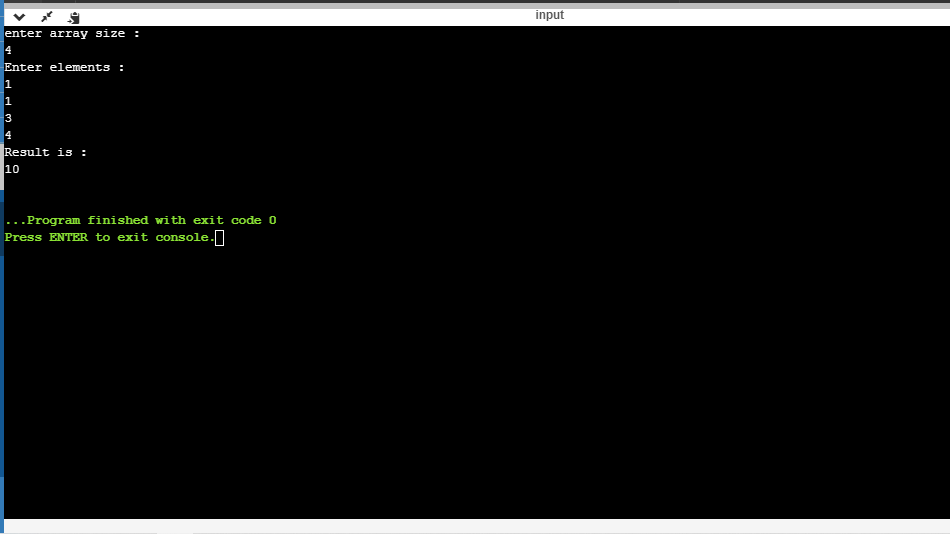 input
enter array size :
4
Enter elements :
1
1
3
4
Result is :
10
...Program finished with exit code 0
Press ENTER to exit console.